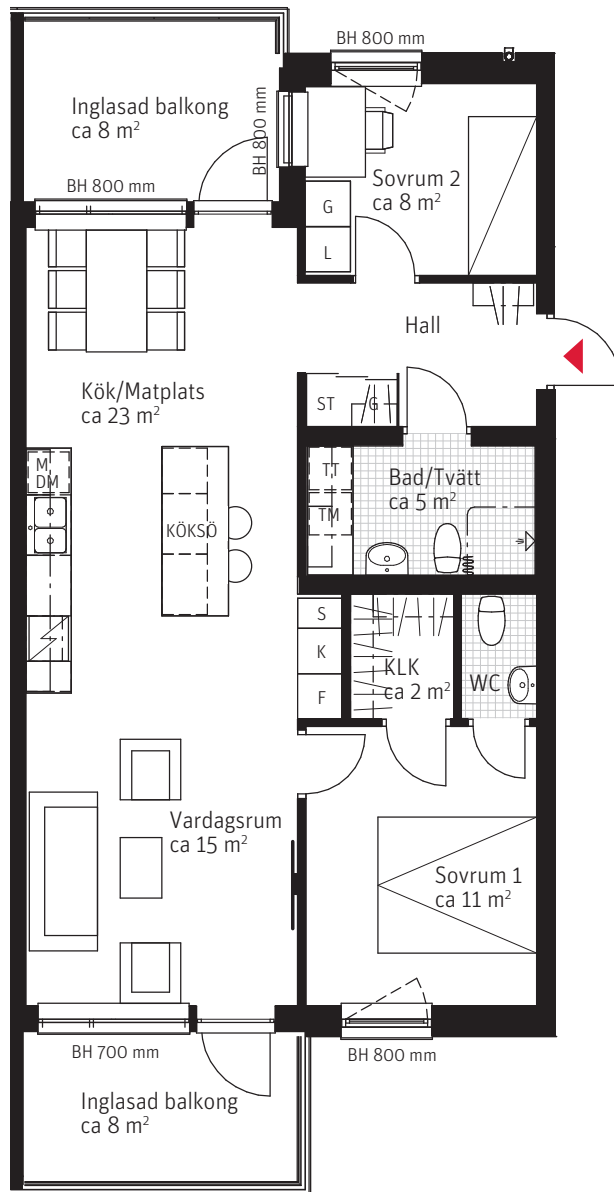 BH 800 mm
Inglasad balkong
ca 8 m²
BH 800 mm
BH 800 mm
Sovrum 2
ca 8 m²
G
L
Hall
Kök/Matplats
ca 23 m²
ST
G
M
DM
TT
Bad/Tvätt
ca 5 m²
TM
KÖKSÖ
S
K
F
KLK
ca 2 m²
WC
Vardagsrum
ca 15 m²
Sovrum 1
ca 11 m²
BH 700 mm
BH 800 mm
Inglasad balkong
ca 8 m²